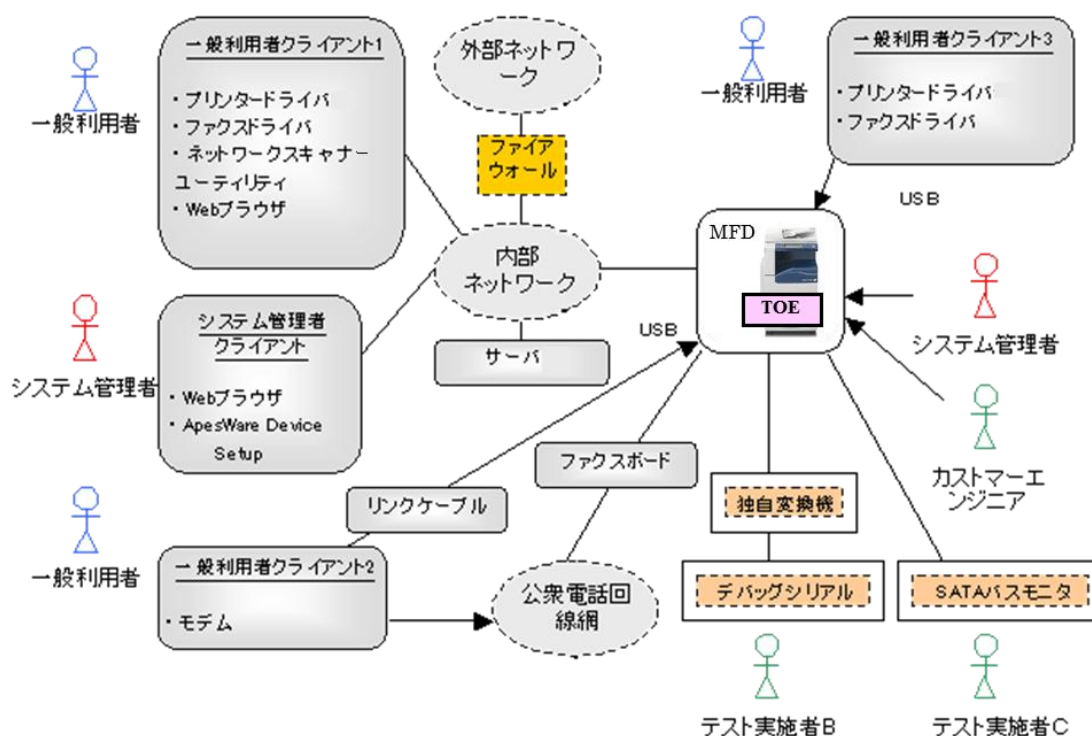 一般利用者クライアント1
・プリンタードライバ
・ファクスドライバ
・ネットワークスキャナー
ユーティリティ
・Webブラウザ
一般利用者
外部ネットワ
ーク
ファイア
ウォール
内部
ネットワーク
サーバ
一般利用者
一般利用者クライアント3
・プリンタードライバ
・ファクスドライバ
USB
MFD
TOE
システム管理者
クライアント
・Webブラウザ
・ApesWare Device
Setup
システム管理者
USB
システム管理者
カストマーエ
ンジニア
ファクスボード
リンクケーブル
一般利用者
一般利用者クライアント2
・モデム
公衆電話回
線網
独自変換機
デバッグシリアル
SATAバスモニタ
テスト実施者B
テスト実施者C